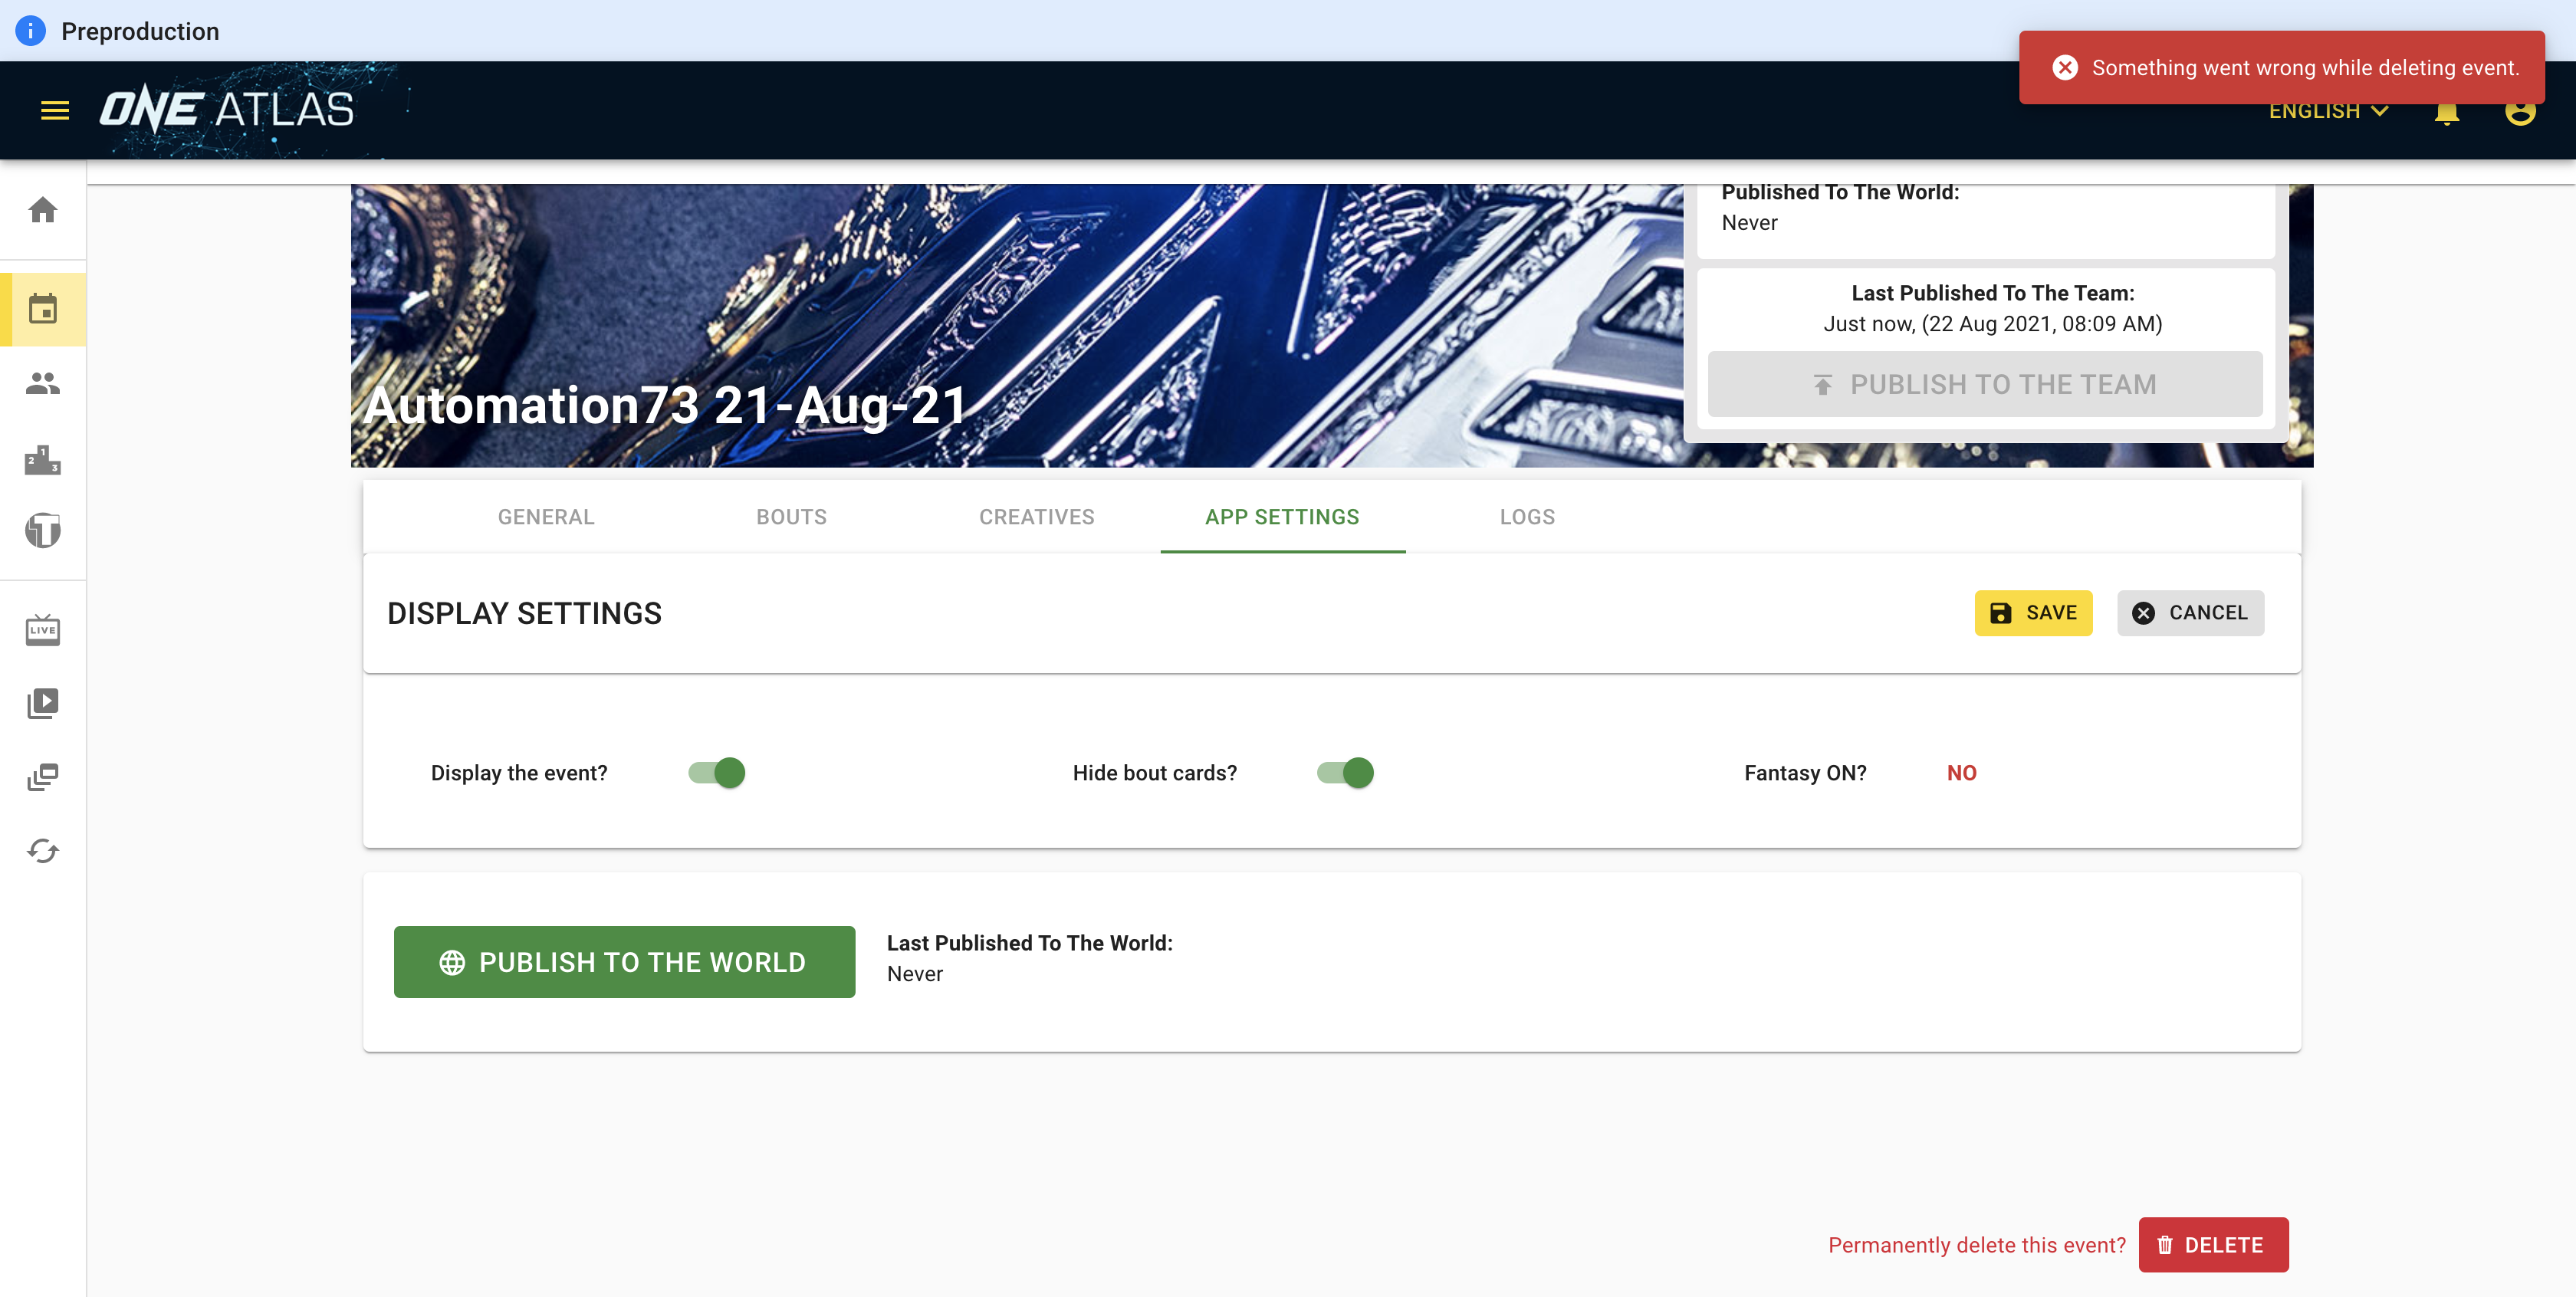 Preproduction
Something went wrong while deleting event.
ONE ATLAS
ENGLISH
Published To The World:
Never
Last Published To The Team:
Just now, (22 Aug 2021, 08:09 AM)
PUBLISH TO THE TEAM
Automation73 21-Aug-21
GENERAL
BOUTS
CREATIVES
APP SETTINGS
LOGS
DISPLAY SETTINGS
SAVE
CANCEL
Display the event?
Hide bout cards?
Fantasy ON?
NO
PUBLISH TO THE WORLD
Last Published To The World:
Never
Permanently delete this event?
DELETE
2 1 3
T
LIVE